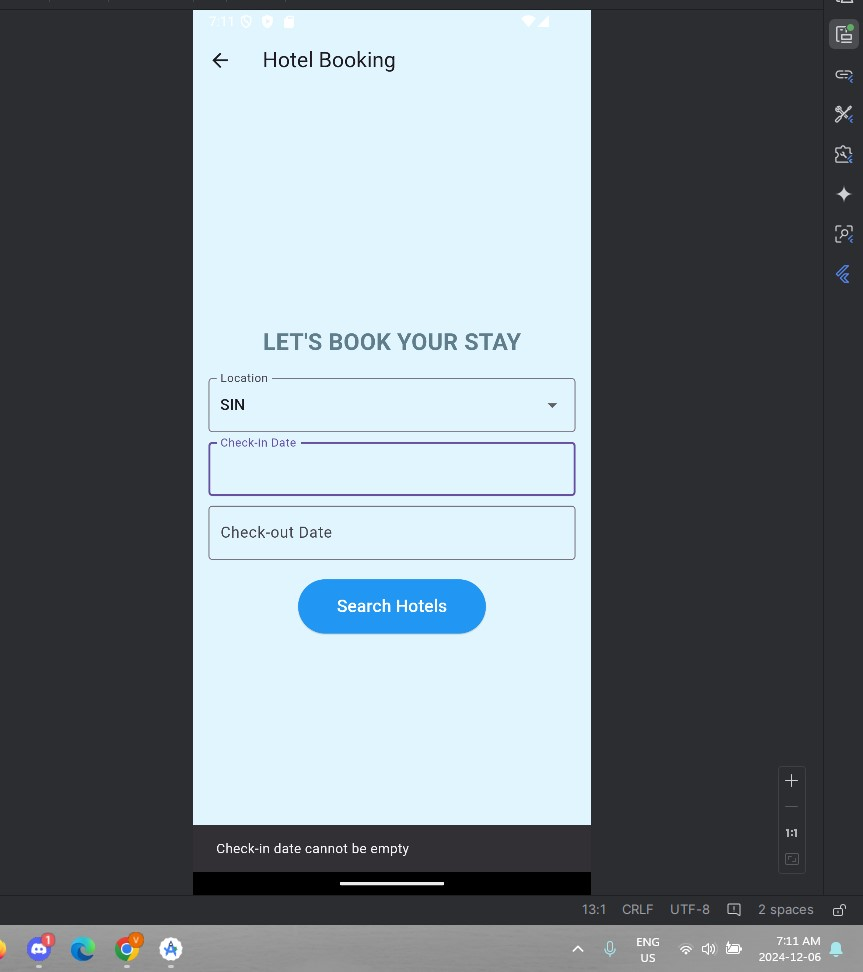 7:11
Hotel Booking
LET'S BOOK YOUR STAY
Location
SIN
Check-in Date
Check-out Date
Search Hotels
1:1
Check-in date cannot be empty
13:1 CRLF UTF-8 2 spaces
1 V
ENG
US
7:11 AM
2024-12-06